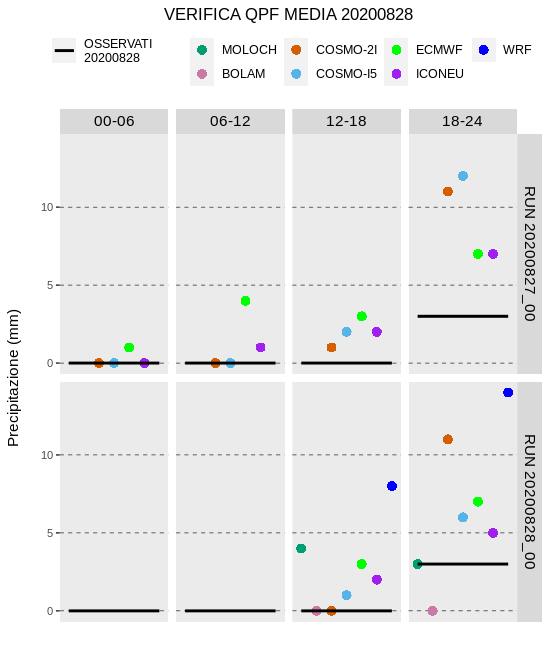 VERIFICA QPF MEDIA 20200828
OSSERVATI
20200828
MOLOCH
COSMO-2I
ECMWF
WRF
BOLAM
COSMO-I5
ICONEU
00-06
06-12
12-18
18-24
Precipitazione (mm)
10
5
0
RUN 20200827_00
10
5
0
RUN 20200828_00